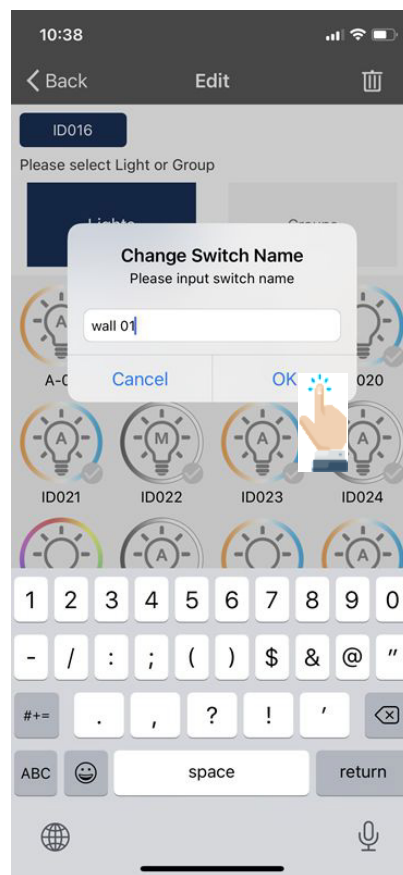 10:38
Back Edit
ID016
Please select Light or Group
Lights
Change Switch Name
Please input switch name
wall 01
Cancel OK
020
A
A M A A
ID021 ID022 ID023 ID024
A A
1 2 3 4 5 6 7 8 9 0
- / : ; ( ) $ & @ "
#+= . , ? ! '
ABC space return